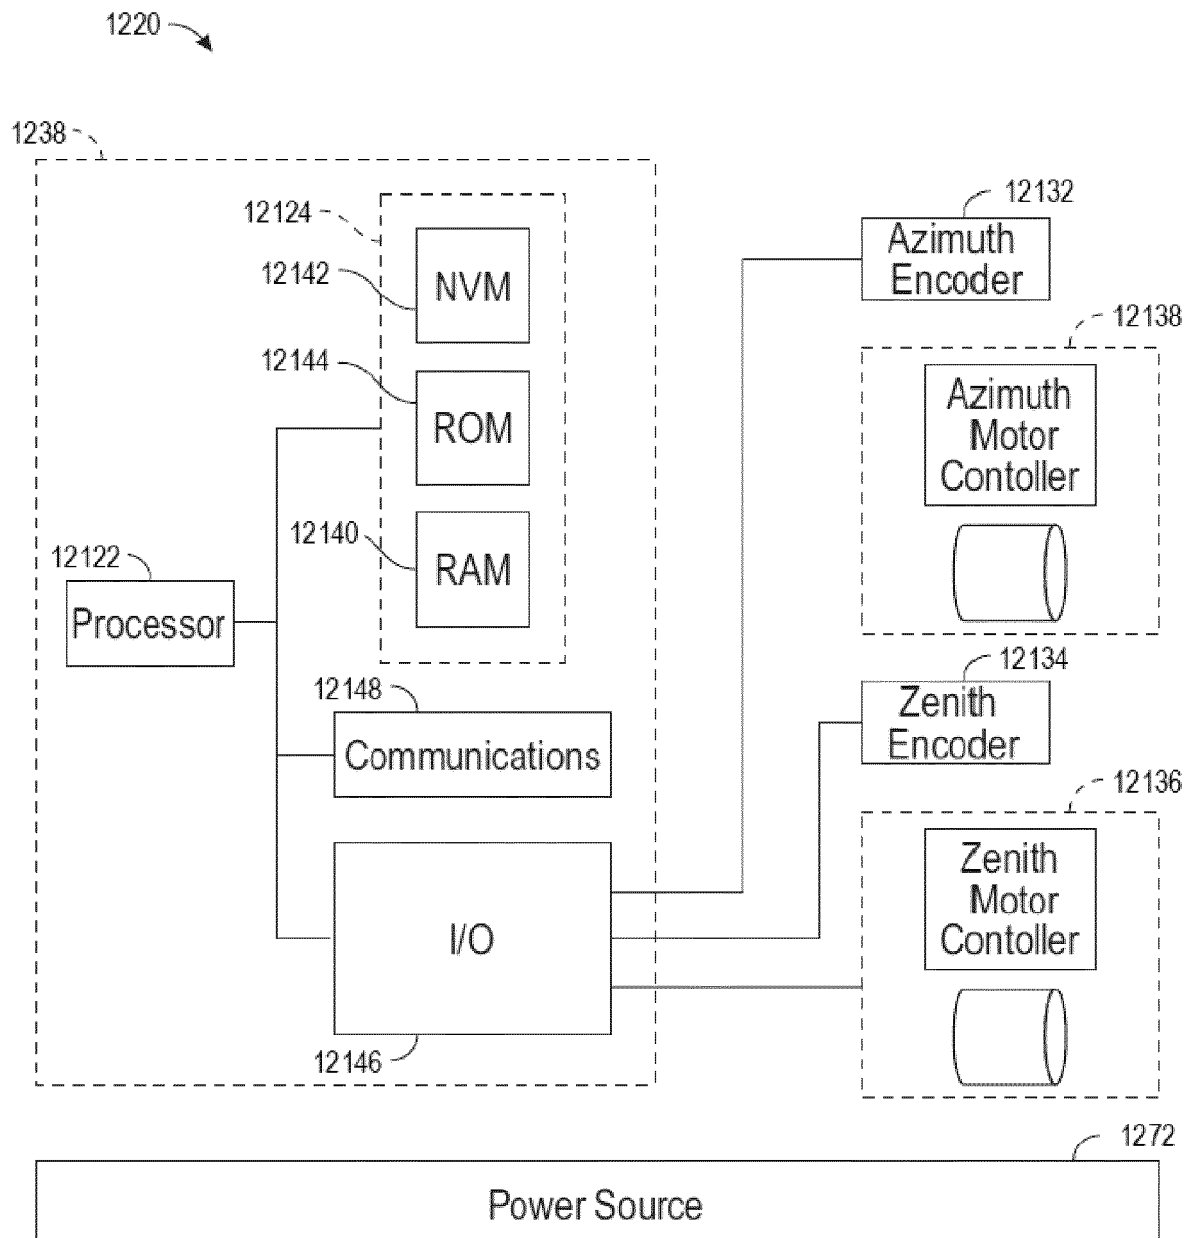 1220
1238
12124
12142
NVM
12144
ROM
12140
RAM
12122
Processor
12148
Communications
I/O
12146
12132
Azimuth
Encoder
12138
Azimuth
Motor
Contoller
12134
Zenith
Encoder
12136
Zenith
Motor
Contoller
1272
Power Source